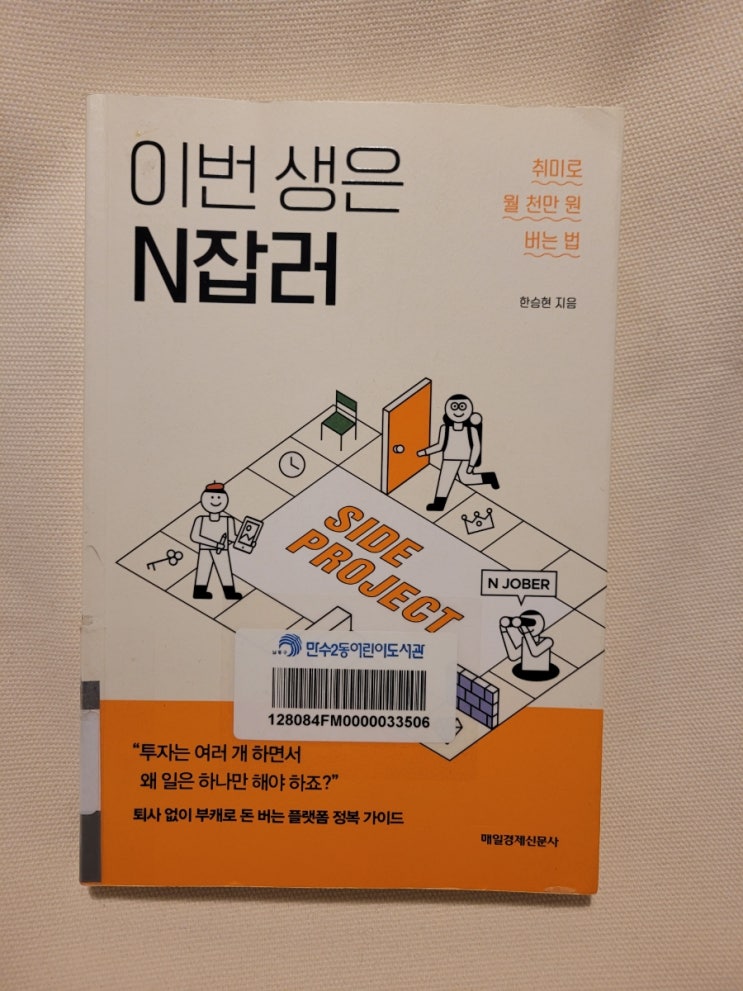 이번 생은
N잡러
취미로
월 천만 원
버는 법
한승현 지음
SIDE
PROJECT
N JOBER
만수2동어린이도서관
128084FM0000033506
“투자는 여러 개 하면서
왜 일은 하나만 해야 하죠?”
퇴사 없이 부캐로 돈 버는 플랫폼 정복 가이드
매일경제신문사